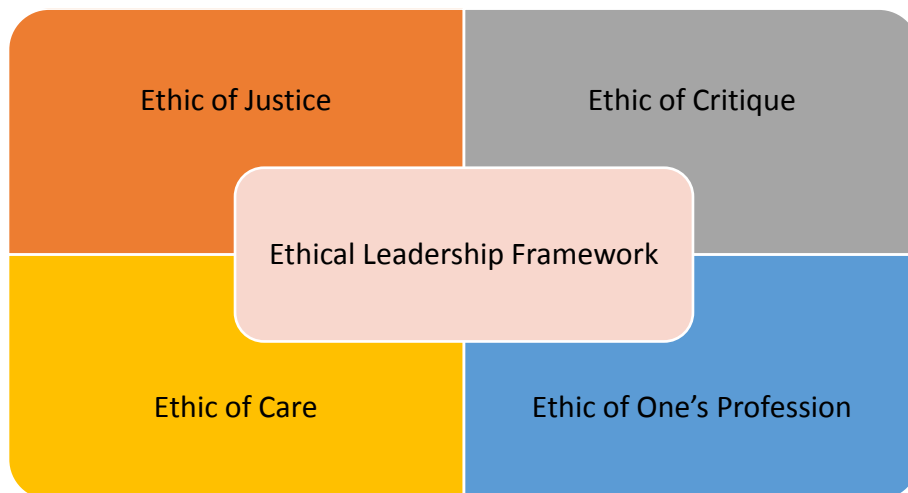 Ethic of Justice
Ethic of Critique
Ethical Leadership Framework
Ethic of Care
Ethic of One’s Profession